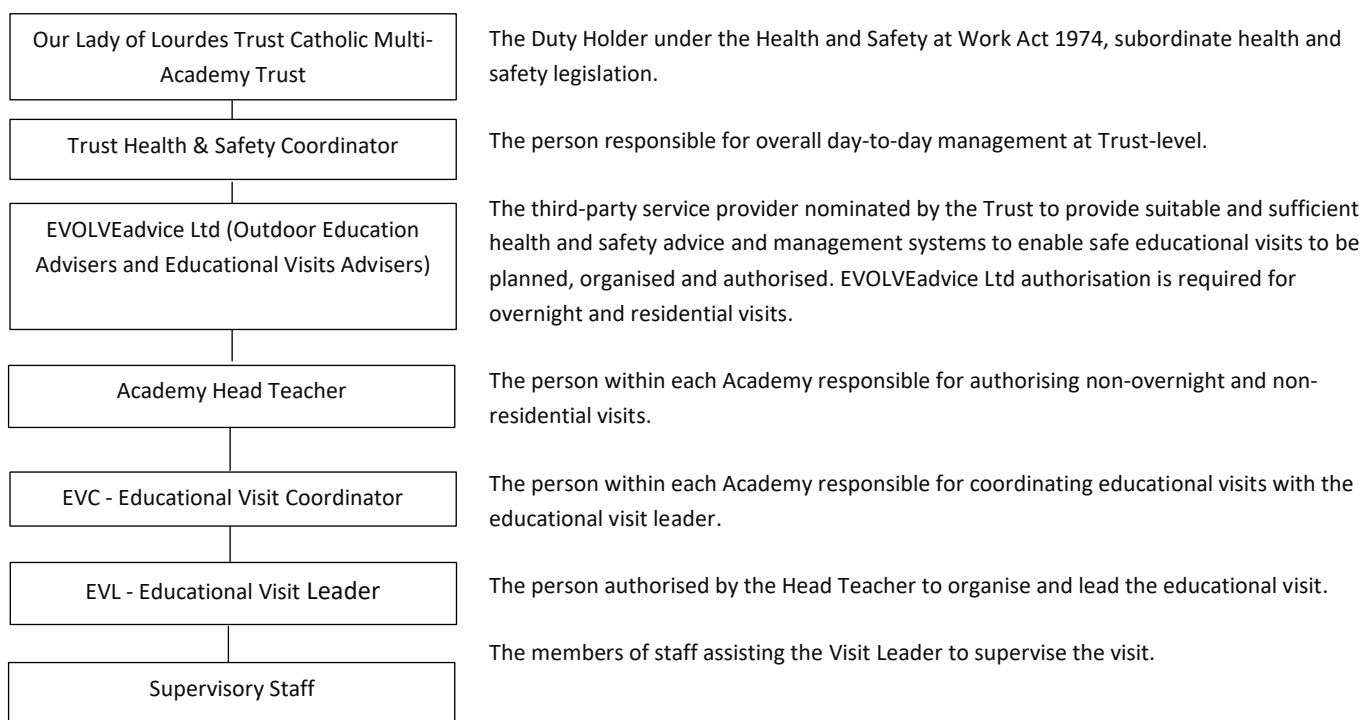 Our Lady of Lourdes Trust Catholic Multi-
Academy Trust
The Duty Holder under the Health and Safety at Work Act 1974, subordinate health and
safety legislation.
Trust Health & Safety Coordinator
The person responsible for overall day-to-day management at Trust-level.
EVOLVEadvice Ltd (Outdoor Education
Advisers and Educational Visits Advisers)
The third-party service provider nominated by the Trust to provide suitable and sufficient
health and safety advice and management systems to enable safe educational visits to be
planned, organised and authorised. EVOLVEadvice Ltd authorisation is required for
overnight and residential visits.
Academy Head Teacher
The person within each Academy responsible for authorising non-overnight and non-
residential visits.
EVC - Educational Visit Coordinator
The person within each Academy responsible for coordinating educational visits with the
educational visit leader.
EVL - Educational Visit Leader
The person authorised by the Head Teacher to organise and lead the educational visit.
The members of staff assisting the Visit Leader to supervise the visit.
Supervisory Staff